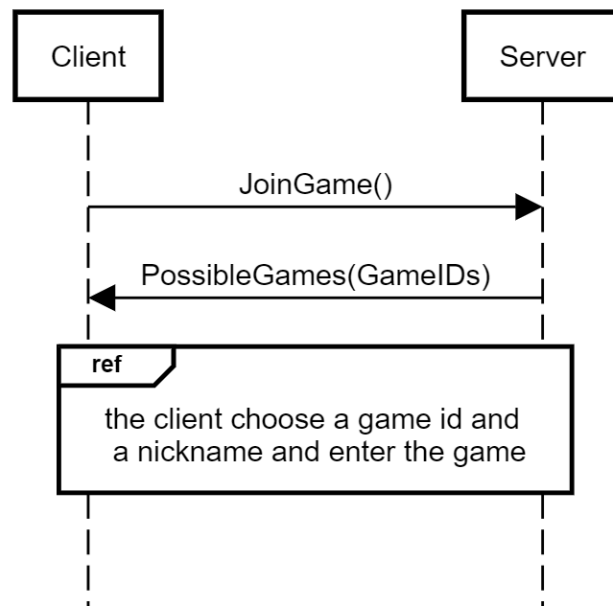 Client
Server
JoinGame()
PossibleGames(GameIDs)
ref
the client choose a game id and
a nickname and enter the game